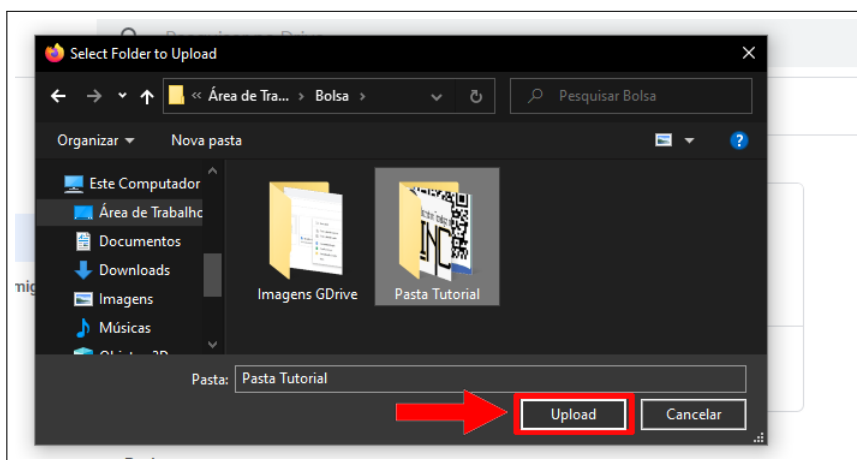 Select Folder to Upload
« Área de Tra... › Bolsa ›
Pesquisar Bolsa
Organizar
Nova pasta
Este Computador
Área de Trabalho
Documentos
Downloads
Imagens
Músicas
Imagens GDrive
Pasta Tutorial
Pasta: Pasta Tutorial
Upload
Cancelar